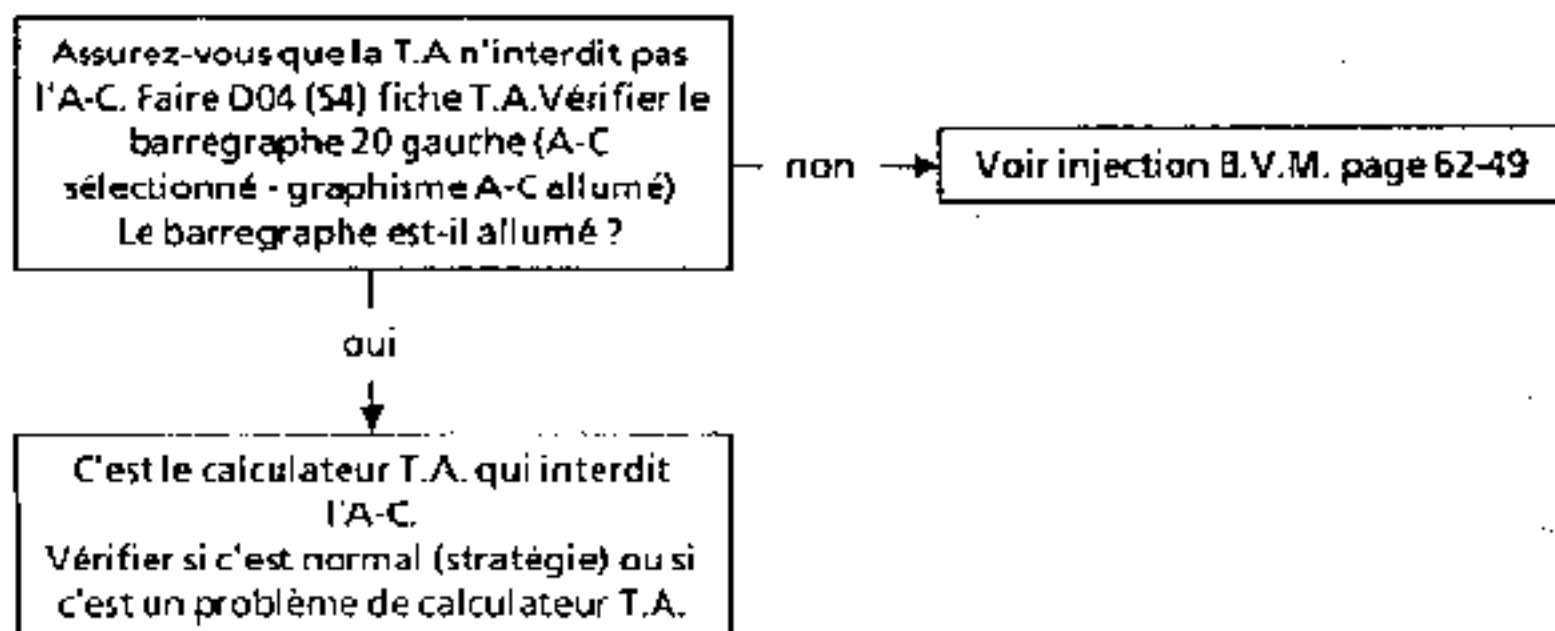 Assurez-vous que la T.A n'interdit pas
l'A-C. Faire D04 (S4) fiche T.A.Vérifier le
barregraphe 20 gauche (A-C
sélectionné - graphisme A-C allumé)
Le barregraphe est-il allumé ?
non
Voir injection B.V.M. page 62-49
oui
C'est le calculateur T.A. qui interdit
l'A-C.
Vérifier si c'est normal (stratégie) ou si
c'est un problème de calculateur T.A.